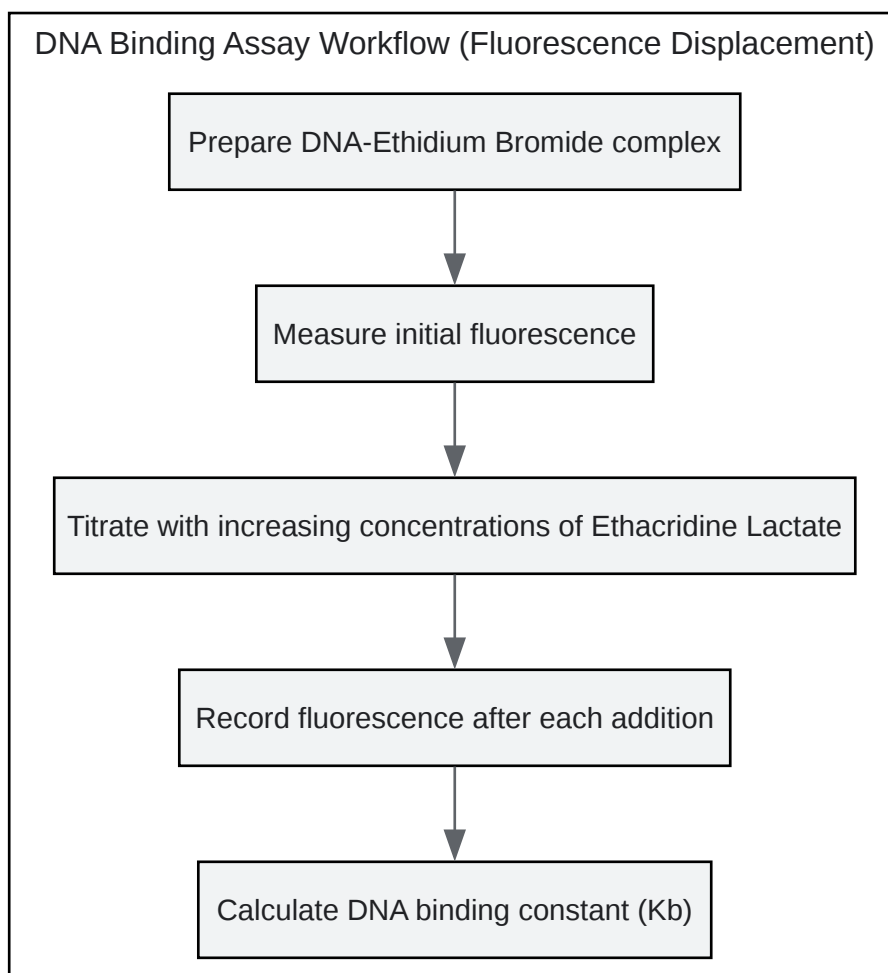 DNA Binding Assay Workflow (Fluorescence Displacement)
Prepare DNA-Ethidium Bromide complex
Measure initial fluorescence
Titrate with increasing concentrations of Ethacridine Lactate
Record fluorescence after each addition
Calculate DNA binding constant (Kb)